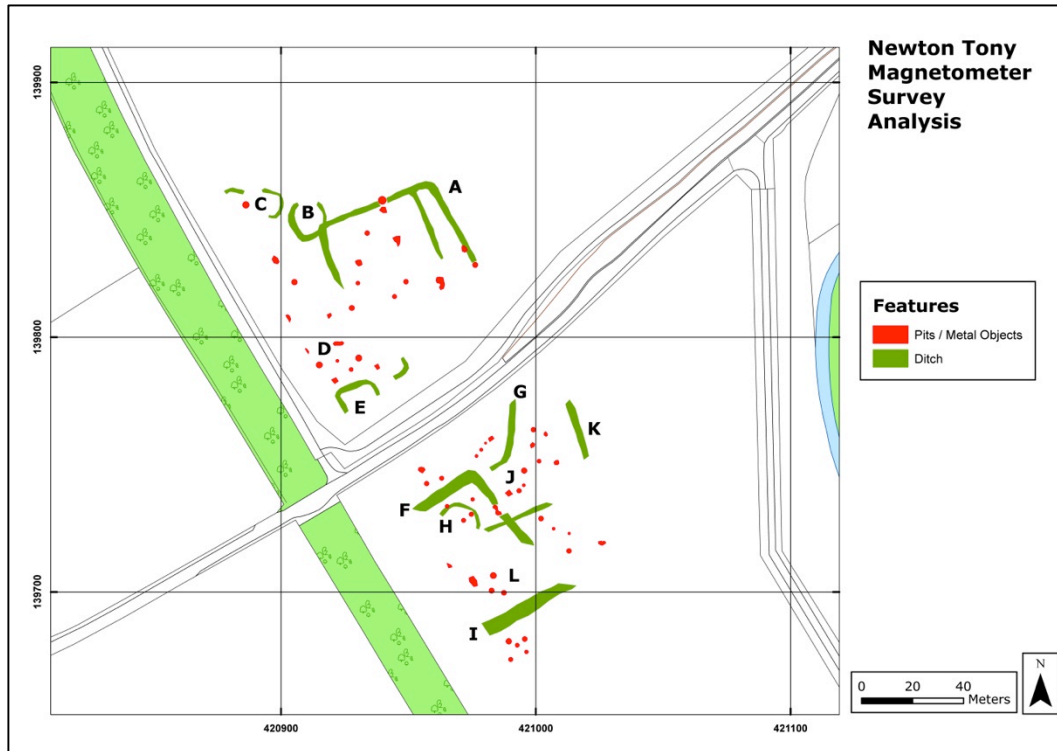 Newton Tony
Magnetometer
Survey
Analysis
139900
139800
139700
A
B
C
D
E
G
K
J
F
H
L
I
Features
Pits / Metal Objects
Ditch
0 20 40
Meters
N
420900 421000 421100